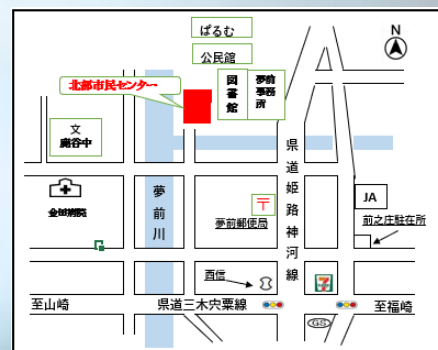 ぱるむ
公民館
N
北部市民センター
図書館
夢前事務所
文
鹿谷中
県道姫路神河線
夢前川
〒
夢前郵便局
JA
前之庄駐在所
百信
7
至山崎
県道三木宍粟線
至福崎
GS